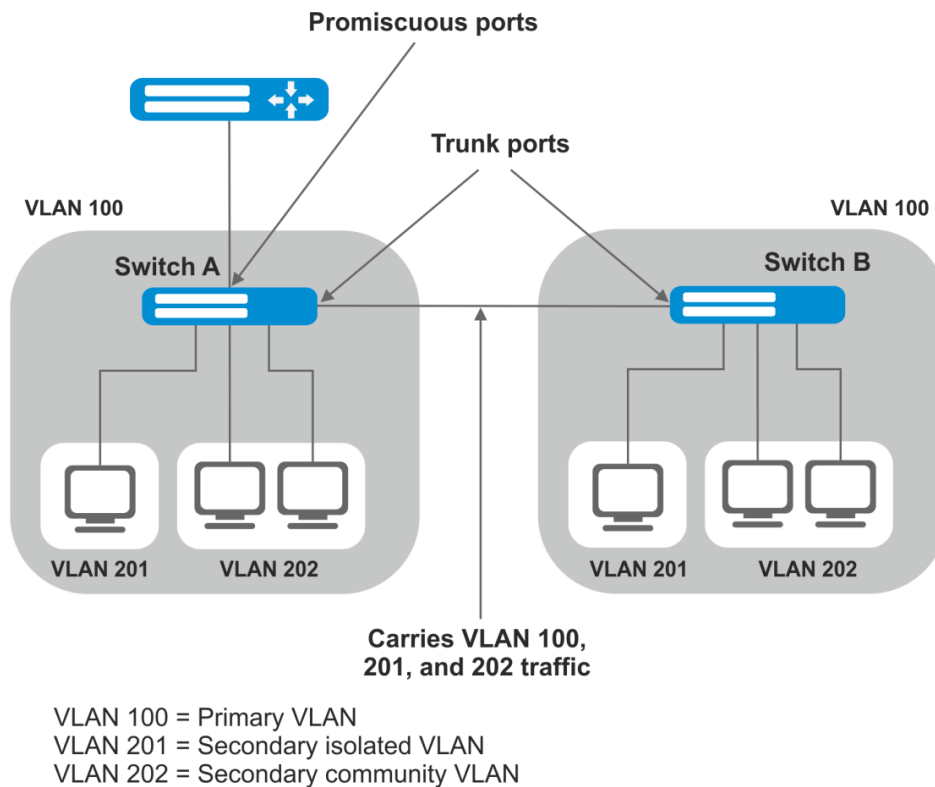 Promiscuous ports
Trunk ports
VLAN 100
VLAN 100
Switch A
Switch B
VLAN 201
VLAN 202
VLAN 201
VLAN 202
Carries VLAN 100,
201, and 202 traffic
VLAN 100 = Primary VLAN
VLAN 201 = Secondary isolated VLAN
VLAN 202 = Secondary community VLAN